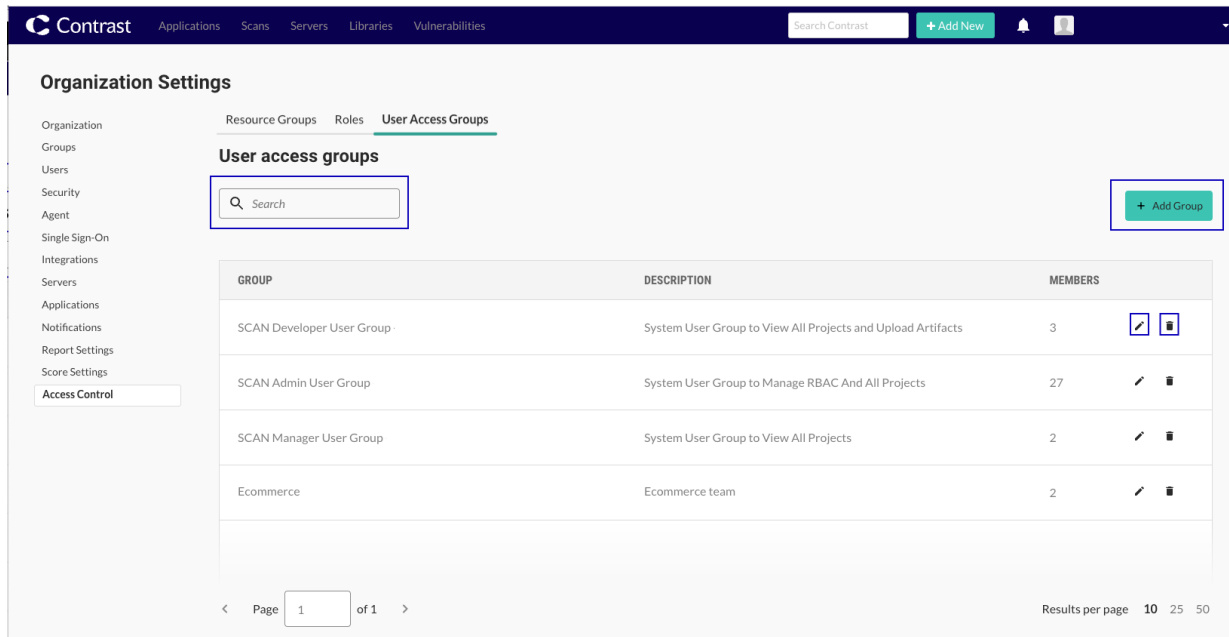 Contrast Applications Scans Servers Libraries Vulnerabilities Search Contrast + Add New
Organization Settings
Organization
Groups
Users
Security
Agent
Single Sign-On
Integrations
Servers
Applications
Notifications
Report Settings
Score Settings
Access Control
Resource Groups Roles User Access Groups
User access groups
Search
+ Add Group
GROUP DESCRIPTION MEMBERS
SCAN Developer User Group System User Group to View All Projects and Upload Artifacts 3
SCAN Admin User Group System User Group to Manage RBAC And All Projects 27
SCAN Manager User Group System User Group to View All Projects 2
Ecommerce Ecommerce team 2
< Page 1 of 1 > Results per page 10 25 50